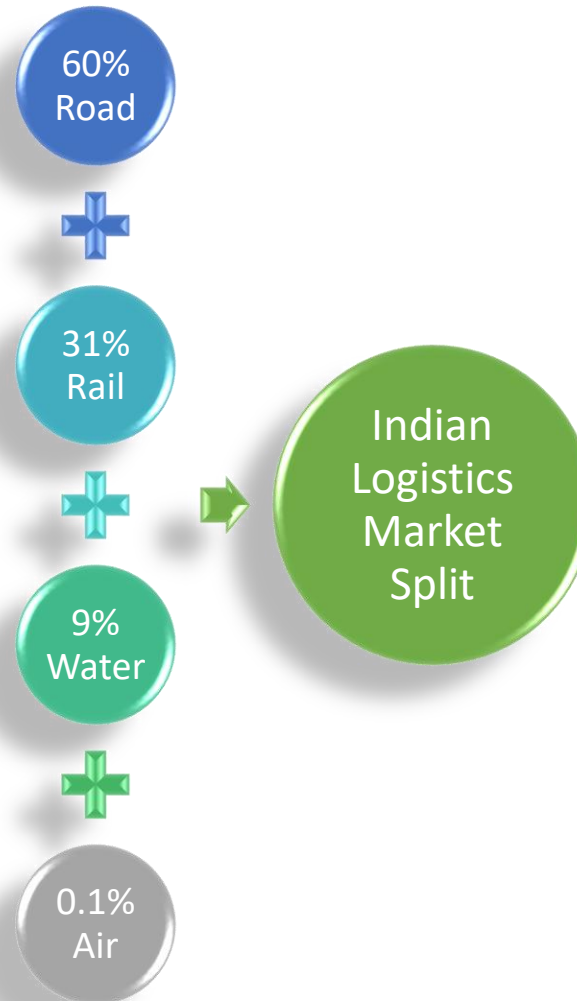 60%
Road
31%
Rail
9%
Water
0.1%
Air
Indian
Logistics
Market
Split